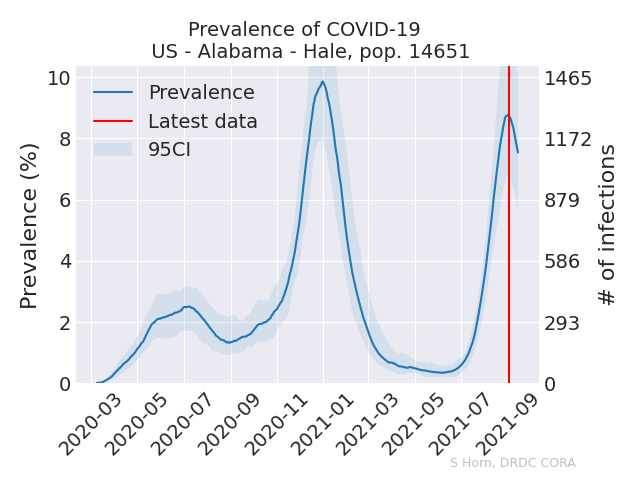 Prevalence of COVID-19
US - Alabama - Hale, pop. 14651
Prevalence
Latest data
95CI
Prevalence (%)
10
8
6
4
2
0
# of infections
1465
1172
879
586
293
0
2020-03
2020-05
2020-07
2020-09
2020-11
2021-01
2021-03
2021-05
2021-07
2021-09
S Horn, DRDC CORA